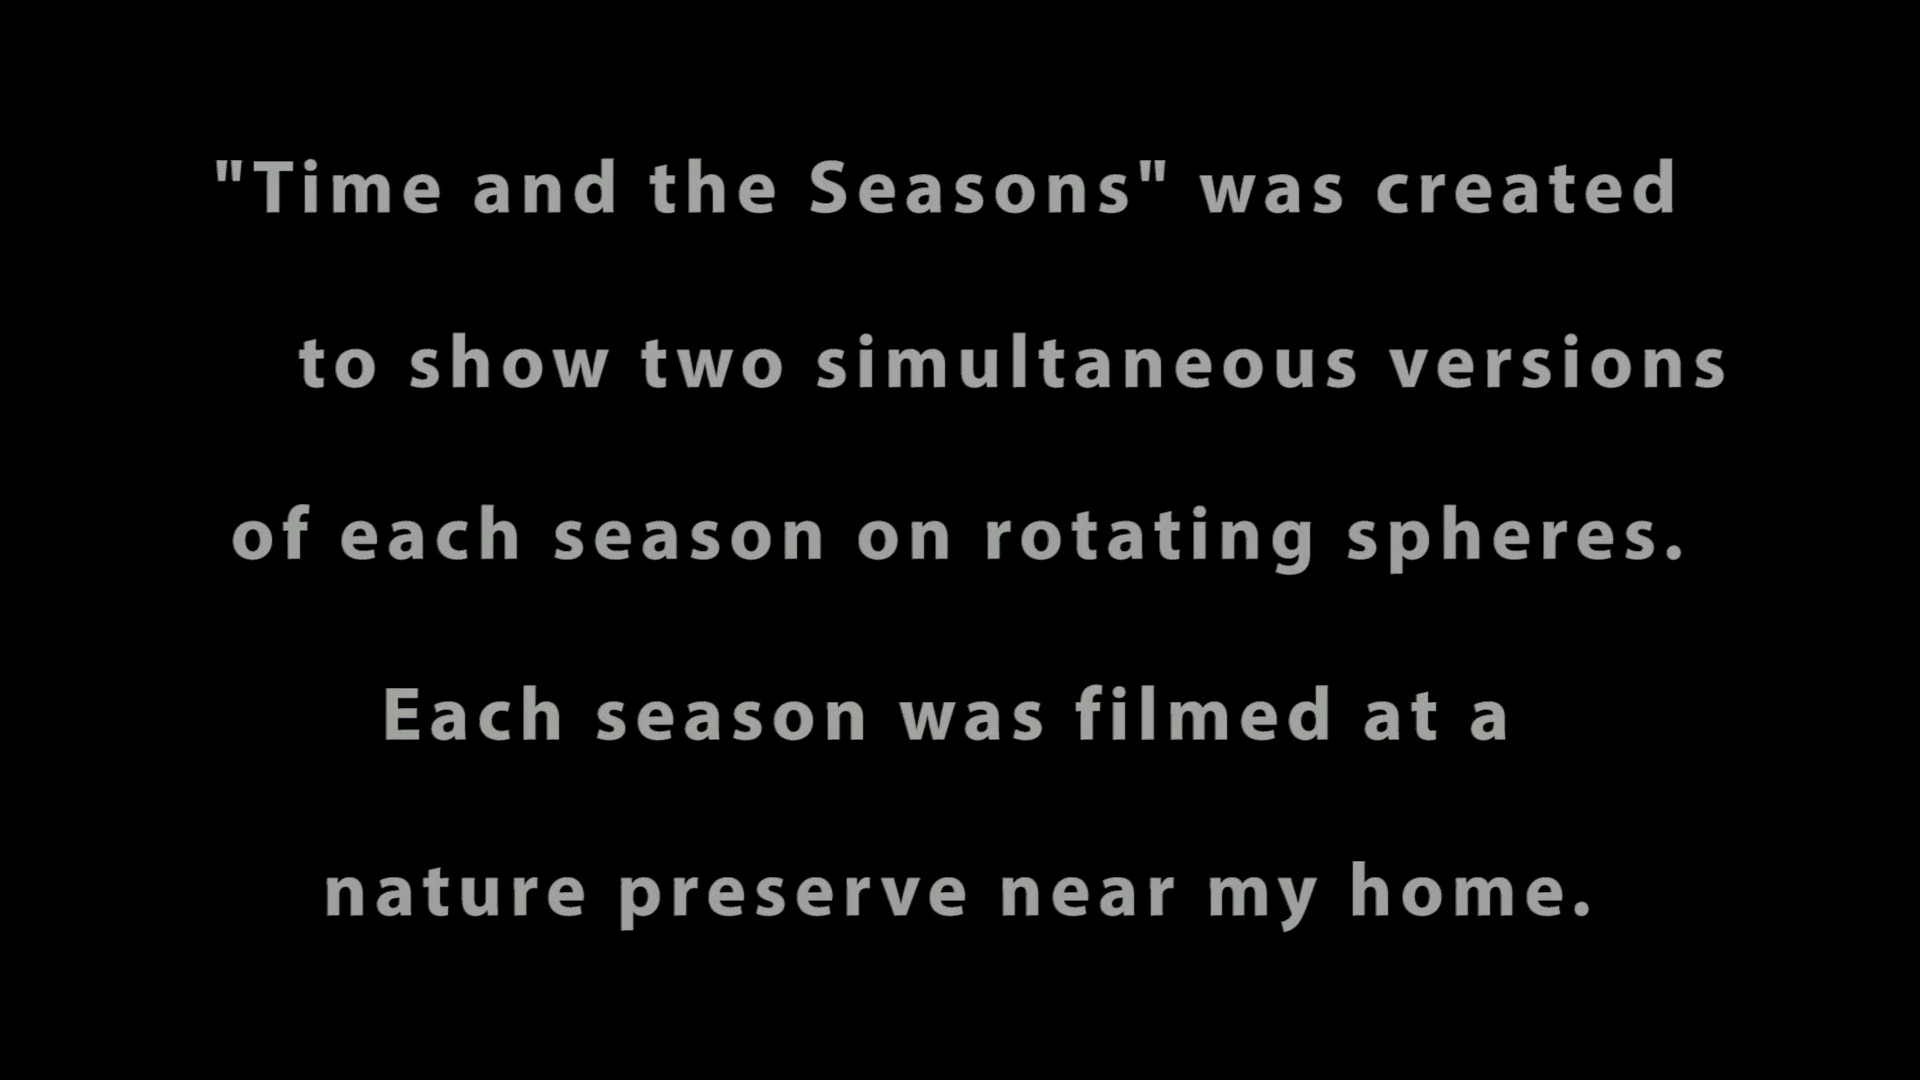 "Time and the Seasons" was created
to show two simultaneous versions
of each season on rotating spheres.
Each season was filmed at a
nature preserve near my home.